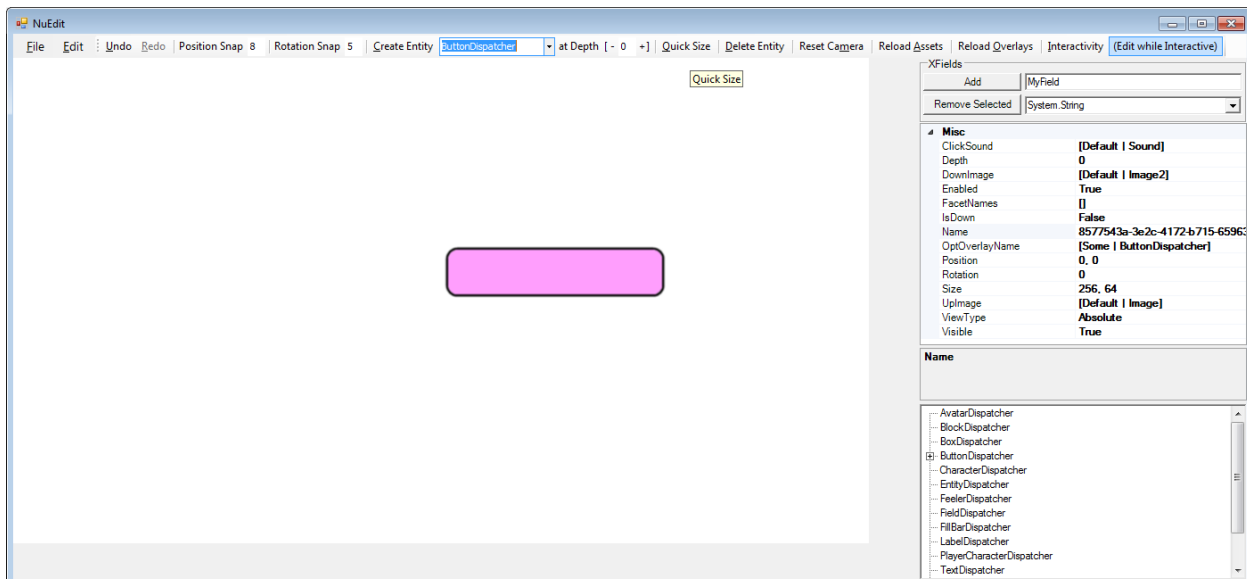 NuEdit
File Edit Undo Redo Position Snap 8 Rotation Snap 5 Create Entity ButtonDispatcher at Depth [ - 0 +] Quick Size Delete Entity Reset Camera Reload Assets Reload Overlays Interactivity (Edit while Interactive)
Quick Size
XFields
Add MyField
Remove Selected System.String
Misc
ClickSound [Default | Sound]
Depth 0
DownImage [Default | Image2]
Enabled True
FacetNames []
IsDown False
Name 8577543a-3e2c-4172-b715-65963
OptOverlayName [Some | ButtonDispatcher]
Position 0, 0
Rotation 0
Size 256, 64
UpImage [Default | Image]
ViewType Absolute
Visible True
Name
AvatarDispatcher
BlockDispatcher
BoxDispatcher
ButtonDispatcher
CharacterDispatcher
EntityDispatcher
FeelerDispatcher
FieldDispatcher
FillBarDispatcher
LabelDispatcher
PlayerCharacterDispatcher
TextDispatcher